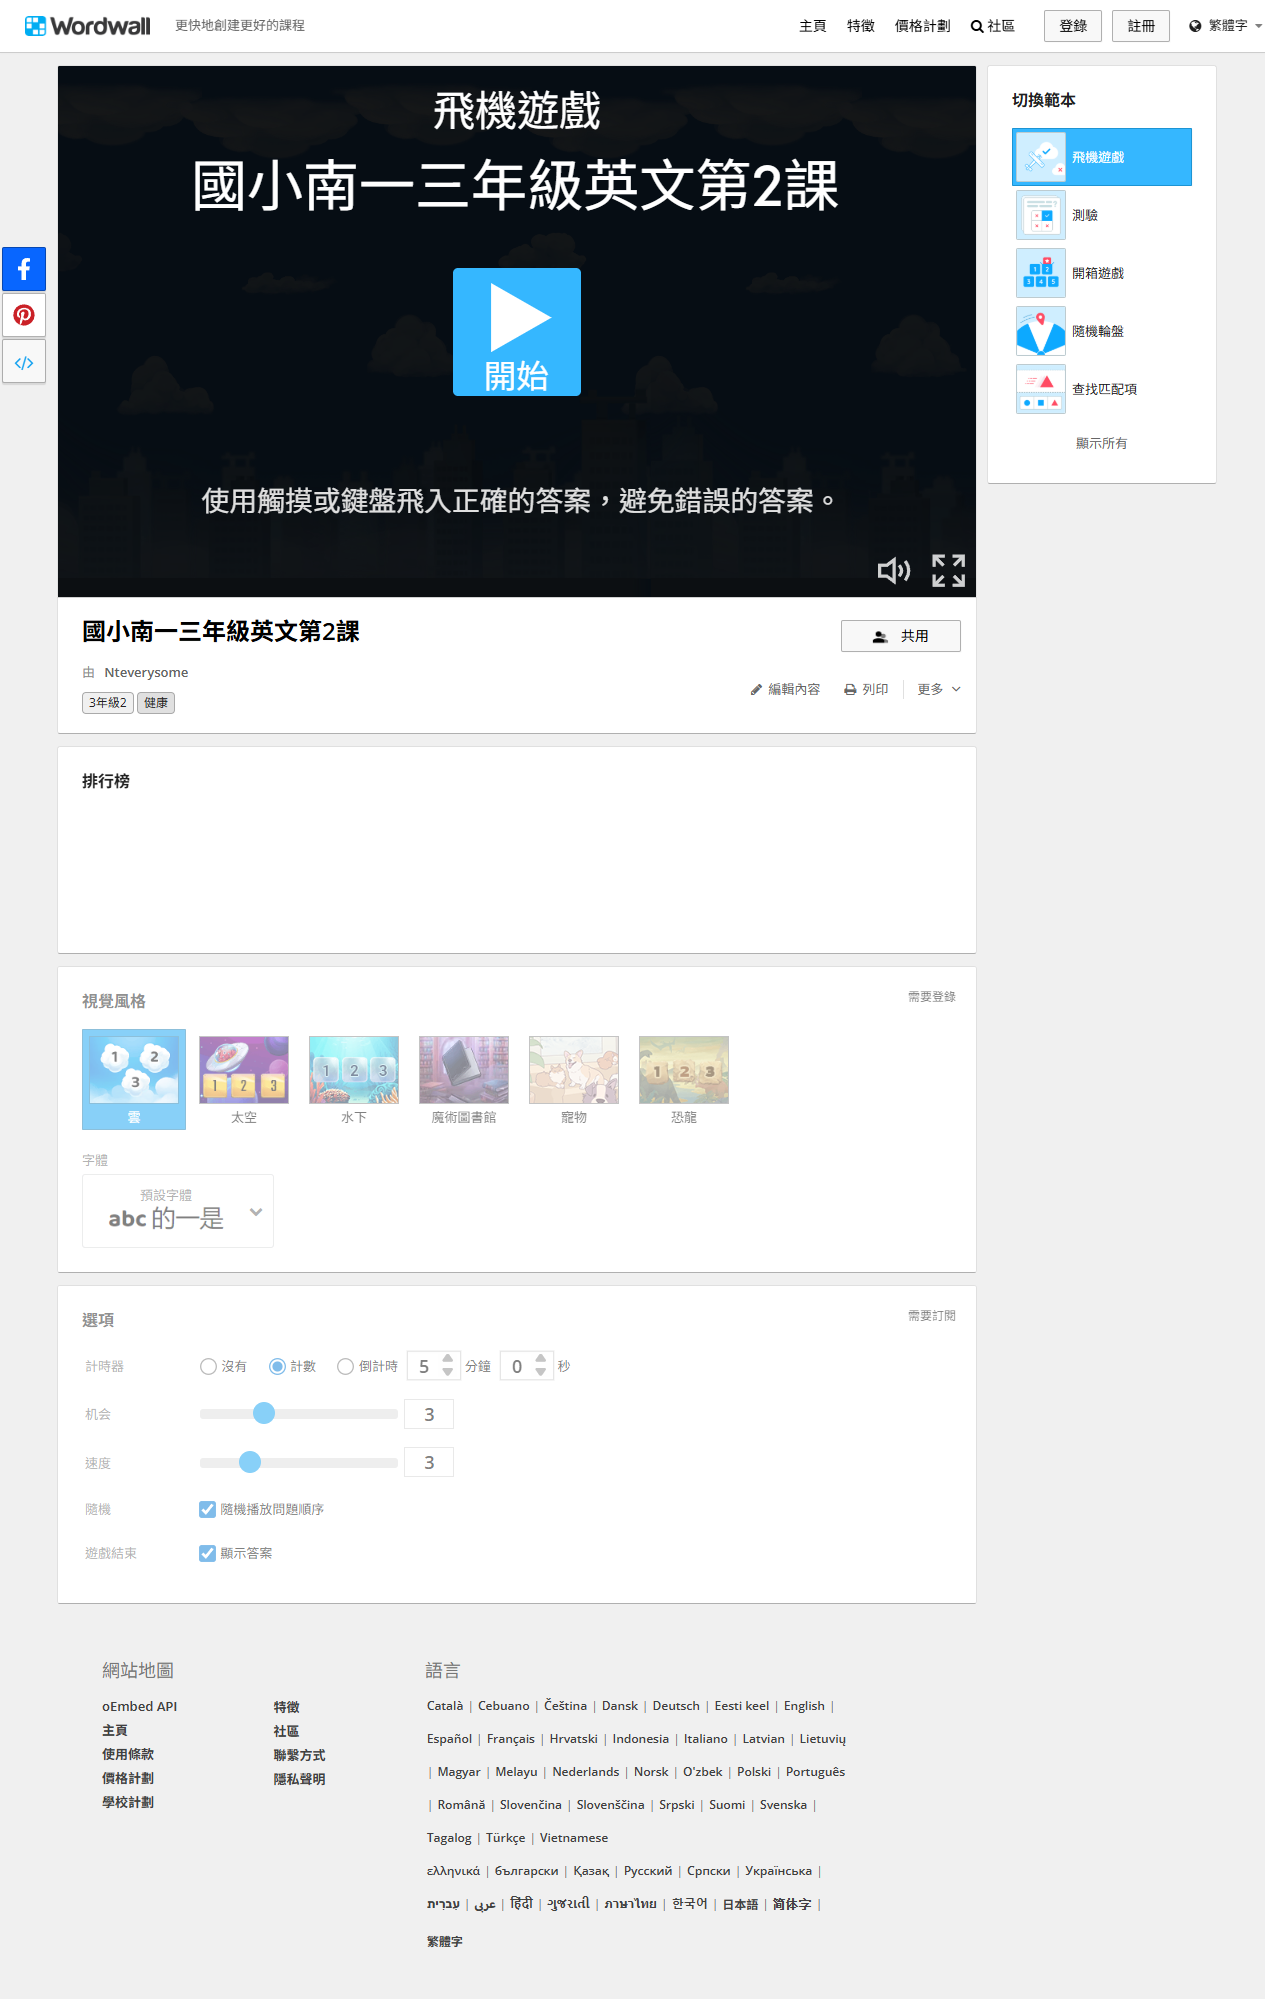 Wordwall 更快地創建更好的課程 主頁 特徵 價格計劃 社區 登錄 註冊 繁體字
飛機遊戲
國小南一三年級英文第2課
開始
使用觸摸或鍵盤飛入正確的答案，避免錯誤的答案。
切換範本
飛機遊戲
測驗
開箱遊戲
隨機輪盤
查找匹配項
顯示所有
國小南一三年級英文第2課
共用
由 Nteverysome
3年級2 健康
編輯內容 列印 更多
排行榜
視覺風格 需要登錄
1 2 3
1 2 3
1 2 3
1 2 3
雲 太空 水下 魔術圖書館 寵物 恐龍
字體
預設字體
abc 的一是
選項 需要訂閱
計時器 沒有 計數 倒計時 5 分鐘 0 秒
机会 3
速度 3
隨機 隨機播放問題順序
遊戲結束 顯示答案
網站地圖
oEmbed API
主頁
使用條款
價格計劃
學校計劃
特徵
社區
聯繫方式
隱私聲明
語言
Català | Cebuano | Čeština | Dansk | Deutsch | Eesti keel | English |
Español | Français | Hrvatski | Indonesia | Italiano | Latvian | Lietuvių
| Magyar | Melayu | Nederlands | Norsk | O'zbek | Polski | Português
| Română | Slovenčina | Slovenščina | Srpski | Suomi | Svenska |
Tagalog | Türkçe | Vietnamese
ελληνικά | български | Қазақ | Русский | Српски | Українська |
עברית | عربى | हिंदी | ગુજરાતી | ภาษาไทย | 한국어 | 日本語 | 简体字 |
繁體字